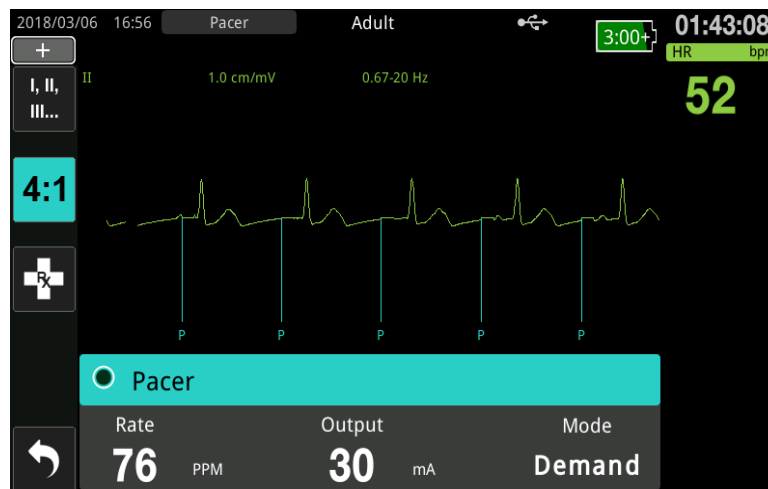 2018/03/06 16:56 Pacer Adult 3:00+ 01:43:08
+
HR bpm
I, II,
III...
II 1.0 cm/mV 0.67-20 Hz
52
4:1
Rx
P P P P P
Pacer
Rate Output Mode
76 PPM 30 mA Demand